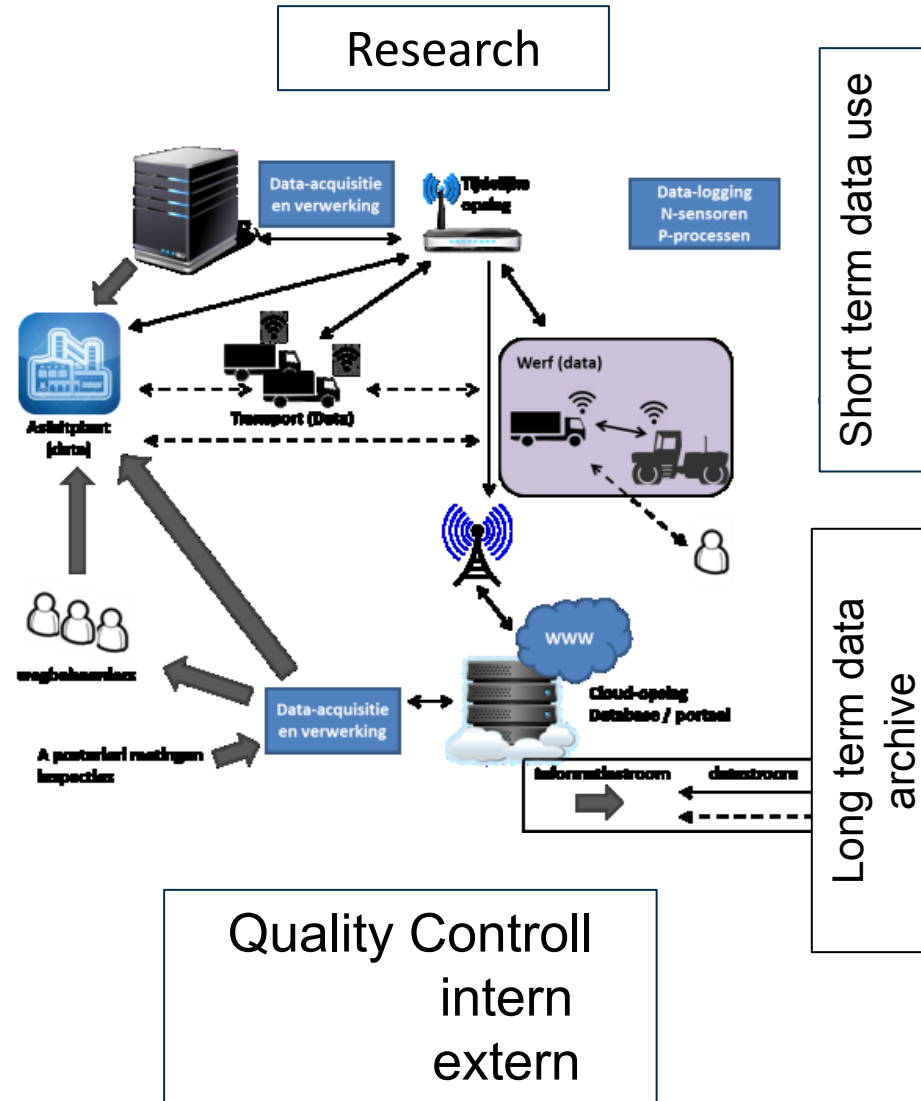 Research
Short term data use
Data-acquisitie
en verwerking
Tijdelijke
opslag
Data-logging
N-sensoren
P-processen
Werf (data)
Transport (Data)
Asfaltplant
(data)
www
wegbeheerders
Cloud-opslag
Database / portaal
Data-acquisitie
en verwerking
A posteriori metingen
Inspecties
Informatiestroom
datastroom
Long term data
archive
Quality Controll
intern
extern